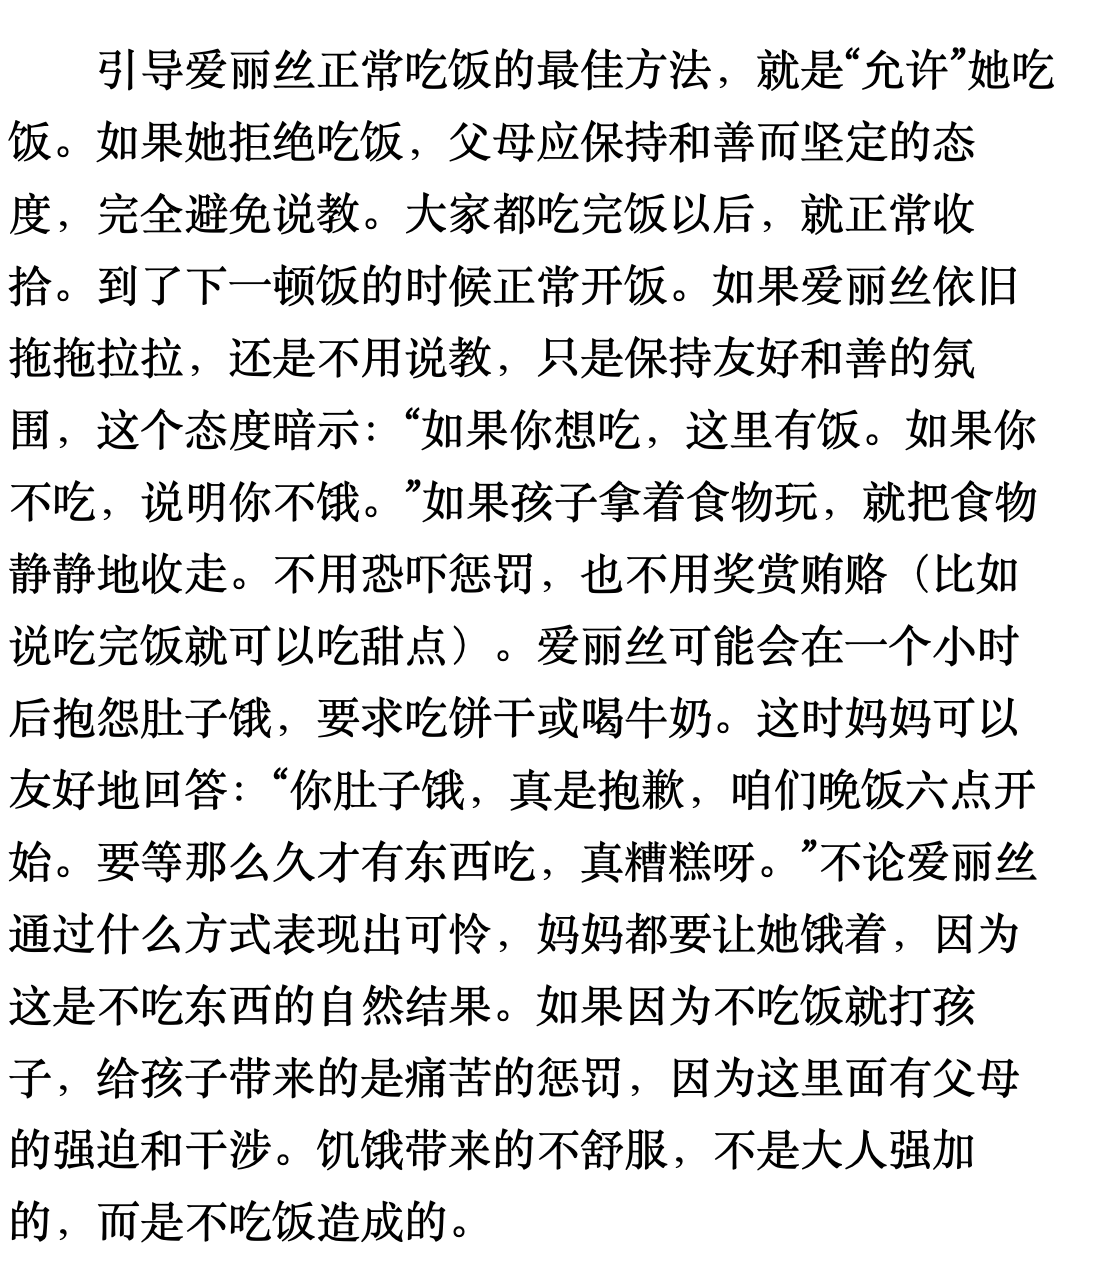 引导爱丽丝正常吃饭的最佳方法，就是“允许”她吃
饭。如果她拒绝吃饭，父母应保持和善而坚定的态
度，完全避免说教。大家都吃完饭以后，就正常收
拾。到了下一顿饭的时候正常开饭。如果爱丽丝依旧
拖拖拉拉，还是不用说教，只是保持友好和善的氛
围，这个态度暗示：“如果你想吃，这里有饭。如果你
不吃，说明你不饿。”如果孩子拿着食物玩，就把食物
静静地收走。不用恐吓惩罚，也不用奖赏贿赂（比如
说吃完饭就可以吃甜点）。爱丽丝可能会在一个小时
后抱怨肚子饿，要求吃饼干或喝牛奶。这时妈妈可以
友好地回答：“你肚子饿，真是抱歉，咱们晚饭六点开
始。要等那么久才有东西吃，真糟糕呀。”不论爱丽丝
通过什么方式表现出可怜，妈妈都要让她饿着，因为
这是不吃东西的自然结果。如果因为不吃饭就打孩
子，给孩子带来的是痛苦的惩罚，因为这里面有父母
的强迫和干涉。饥饿带来的不舒服，不是大人强加
的，而是不吃饭造成的。